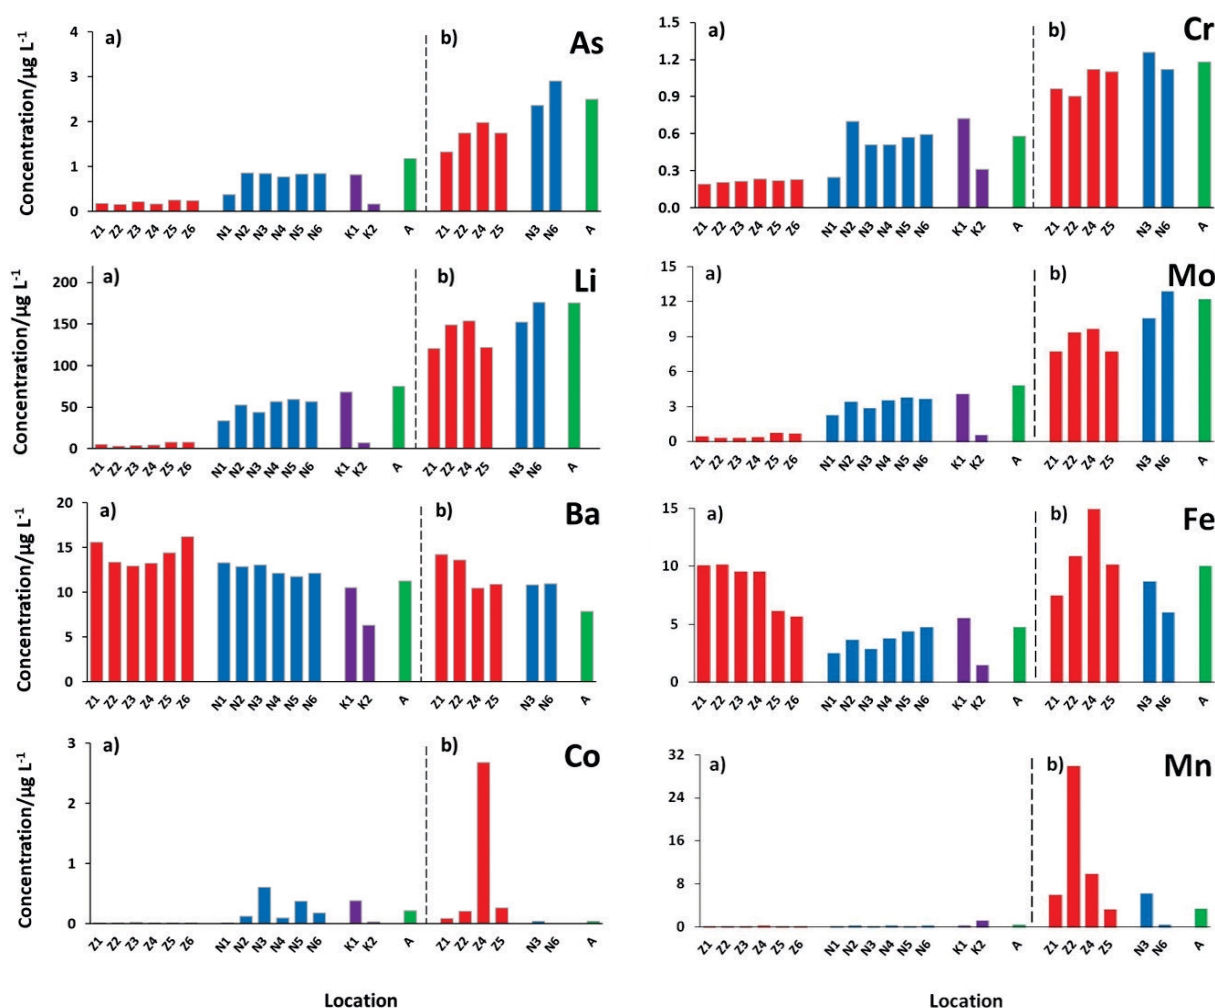 a) b) As
Concentration/µg L-1
4
3
2
1
0
Z1 Z2 Z3 Z4 Z5 Z6 N1 N2 N3 N4 N5 N6 K1 K2 A Z1 Z2 Z4 Z5 N3 N6 A
a) b) Cr
1.5
1.2
0.9
0.6
0.3
0.0
Z1 Z2 Z3 Z4 Z5 Z6 N1 N2 N3 N4 N5 N6 K1 K2 A Z1 Z2 Z4 Z5 N3 N6 A
a) b) Li
Concentration/µg L-1
200
150
100
50
0
Z1 Z2 Z3 Z4 Z5 Z6 N1 N2 N3 N4 N5 N6 K1 K2 A Z1 Z2 Z4 Z5 N3 N6 A
a) b) Mo
15
12
9
6
3
0
Z1 Z2 Z3 Z4 Z5 Z6 N1 N2 N3 N4 N5 N6 K1 K2 A Z1 Z2 Z4 Z5 N3 N6 A
a) b) Ba
Concentration/µg L-1
20
15
10
5
0
Z1 Z2 Z3 Z4 Z5 Z6 N1 N2 N3 N4 N5 N6 K1 K2 A Z1 Z2 Z4 Z5 N3 N6 A
a) b) Fe
15
10
5
0
Z1 Z2 Z3 Z4 Z5 Z6 N1 N2 N3 N4 N5 N6 K1 K2 A Z1 Z2 Z4 Z5 N3 N6 A
a) b) Co
Concentration/µg L-1
3
2
1
0
Z1 Z2 Z3 Z4 Z5 Z6 N1 N2 N3 N4 N5 N6 K1 K2 A Z1 Z2 Z4 Z5 N3 N6 A
Location
a) b) Mn
32
24
16
8
0
Z1 Z2 Z3 Z4 Z5 Z6 N1 N2 N3 N4 N5 N6 K1 K2 A Z1 Z2 Z4 Z5 N3 N6 A
Location